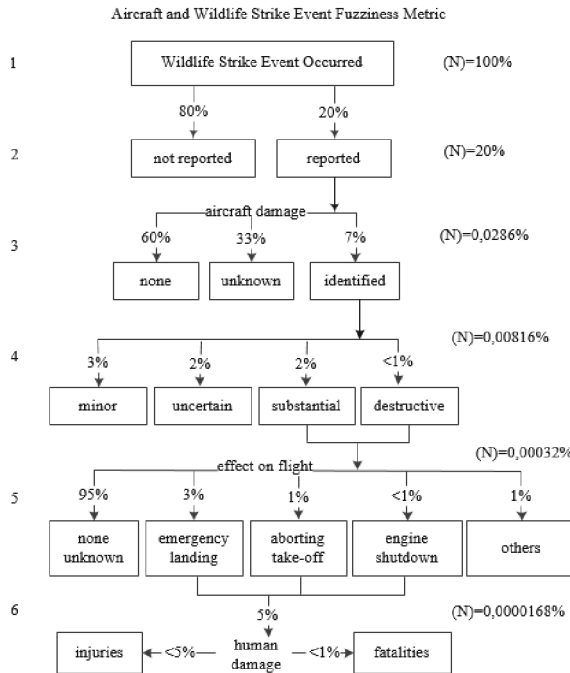 Aircraft and Wildlife Strike Event Fuzziness Metric
1 Wildlife Strike Event Occurred (N)=100%
80% 20%
2 not reported reported (N)=20%
aircraft damage
60% 33% 7% (N)=0,0286%
3 none unknown identified
(N)=0,00816%
4 3% 2% 2% <1%
minor uncertain substantial destructive
(N)=0,00032%
effect on flight
5 95% 3% 1% <1% 1%
none emergency aborting engine others
unknown landing take-off shutdown
6 5% (N)=0,0000168%
injuries <5% human <1% fatalities
damage